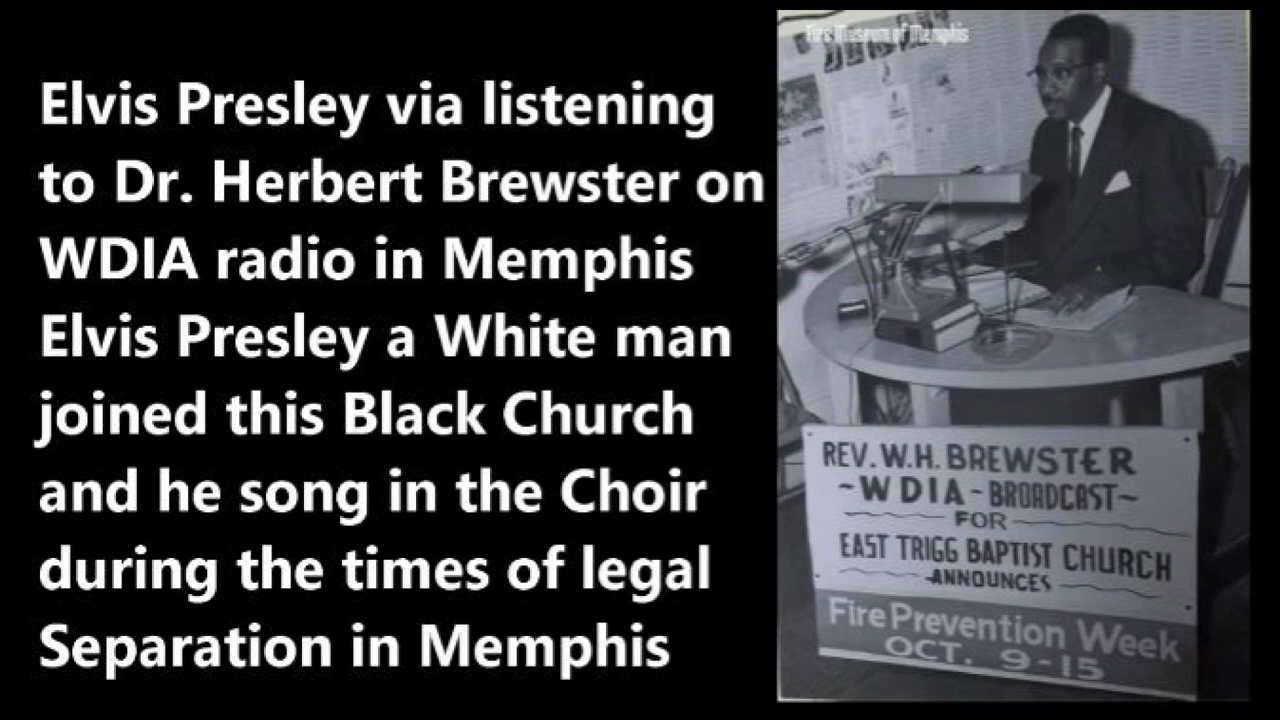 Elvis Presley via listening
to Dr. Herbert Brewster on
WDIA radio in Memphis
Elvis Presley a White man
joined this Black Church
and he song in the Choir
during the times of legal
Separation in Memphis
Fire Museum of Memphis
REV. W.H. BREWSTER
~WDIA-BROADCAST~
FOR
EAST TRIGG BAPTIST CHURCH
ANNOUNCES
Fire Prevention Week
OCT. 9-15